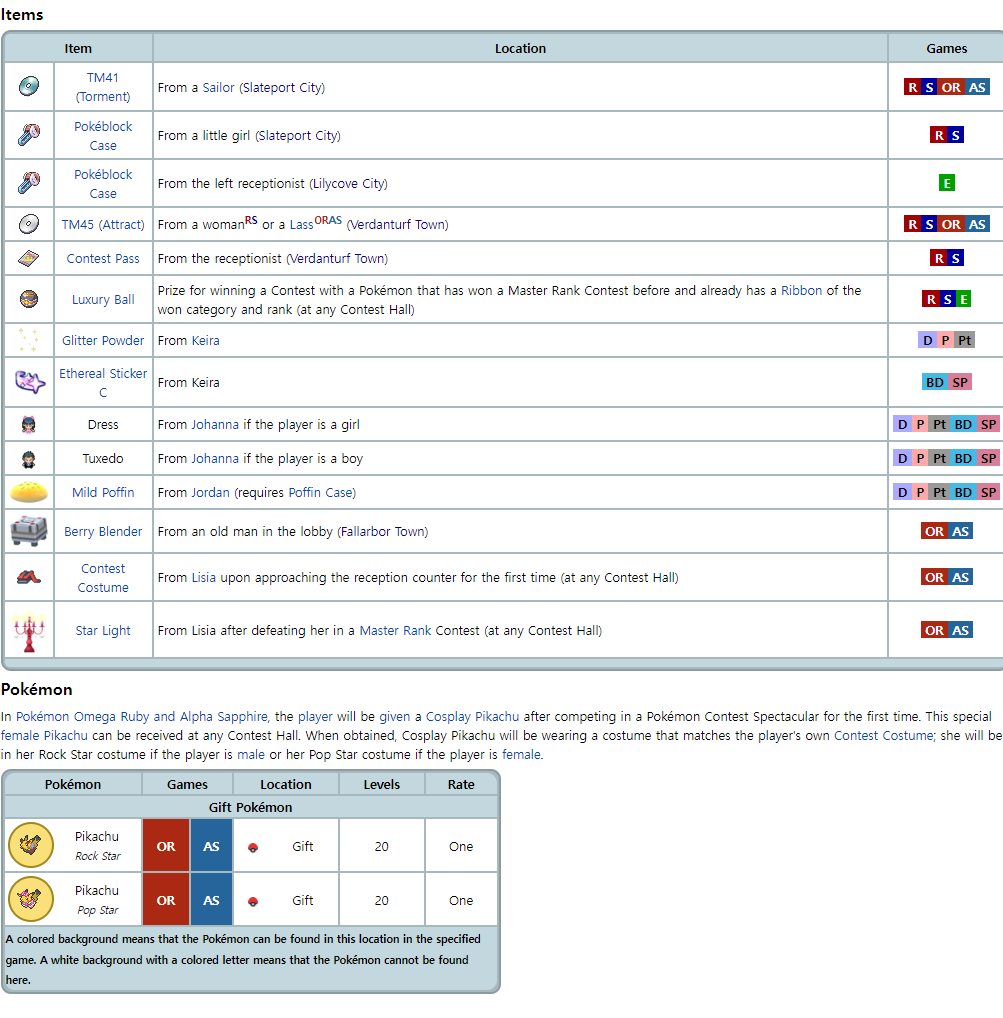 Items
Item Location Games
TM41
(Torment)
From a Sailor (Slateport City)
R S OR AS
Pokéblock
Case
From a little girl (Slateport City)
R S
Pokéblock
Case
From the left receptionist (Lilycove City)
E
TM45 (Attract)
From a womanRS or a LassORAS (Verdanturf Town)
R S OR AS
Contest Pass
From the receptionist (Verdanturf Town)
R S
Luxury Ball
Prize for winning a Contest with a Pokémon that has won a Master Rank Contest before and already has a Ribbon of the
won category and rank (at any Contest Hall)
R S E
Glitter Powder
From Keira
D P Pt
Ethereal Sticker
C
From Keira
BD SP
Dress
From Johanna if the player is a girl
D P Pt BD SP
Tuxedo
From Johanna if the player is a boy
D P Pt BD SP
Mild Poffin
From Jordan (requires Poffin Case)
D P Pt BD SP
Berry Blender
From an old man in the lobby (Fallarbor Town)
OR AS
Contest
Costume
From Lisia upon approaching the reception counter for the first time (at any Contest Hall)
OR AS
Star Light
From Lisia after defeating her in a Master Rank Contest (at any Contest Hall)
OR AS
Pokémon
In Pokémon Omega Ruby and Alpha Sapphire, the player will be given a Cosplay Pikachu after competing in a Pokémon Contest Spectacular for the first time. This special
female Pikachu can be received at any Contest Hall. When obtained, Cosplay Pikachu will be wearing a costume that matches the player's own Contest Costume; she will be
in her Rock Star costume if the player is male or her Pop Star costume if the player is female.
Pokémon Games Location Levels Rate
Gift Pokémon
Pikachu
Rock Star
OR AS Gift 20 One
Pikachu
Pop Star
OR AS Gift 20 One
A colored background means that the Pokémon can be found in this location in the specified
game. A white background with a colored letter means that the Pokémon cannot be found
here.